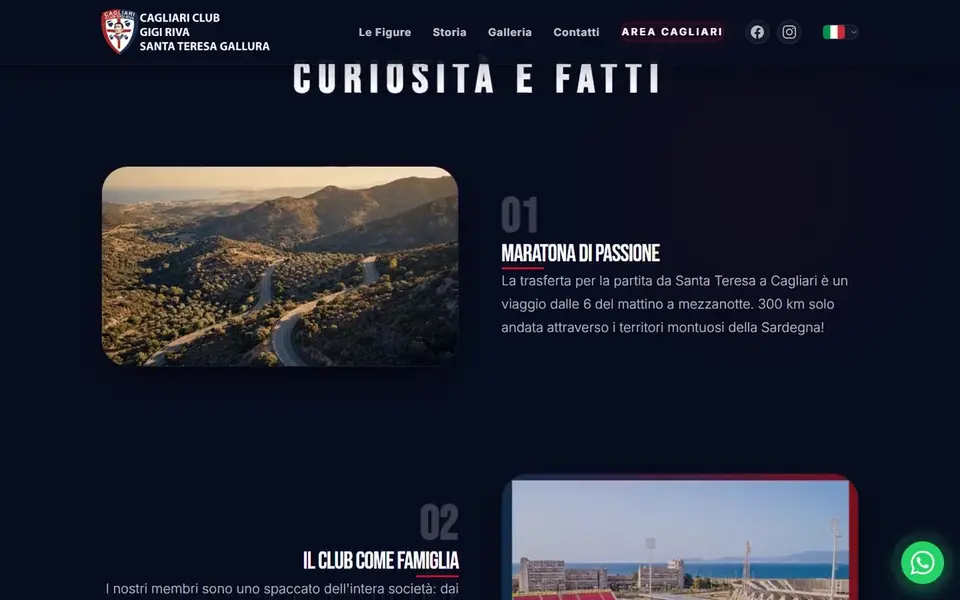 CAGLIARI
CAGLIARI CLUB
GIGI RIVA
SANTA TERESA GALLURA
Le Figure
Storia
Galleria
Contatti
AREA CAGLIARI
CURIOSITÀ E FATTI
01
MARATONA DI PASSIONE
La trasferta per la partita da Santa Teresa a Cagliari è un
viaggio dalle 6 del mattino a mezzanotte. 300 km solo
andata attraverso i territori montuosi della Sardegna!
02
IL CLUB COME FAMIGLIA
I nostri membri sono uno spaccato dell'intera società: dai